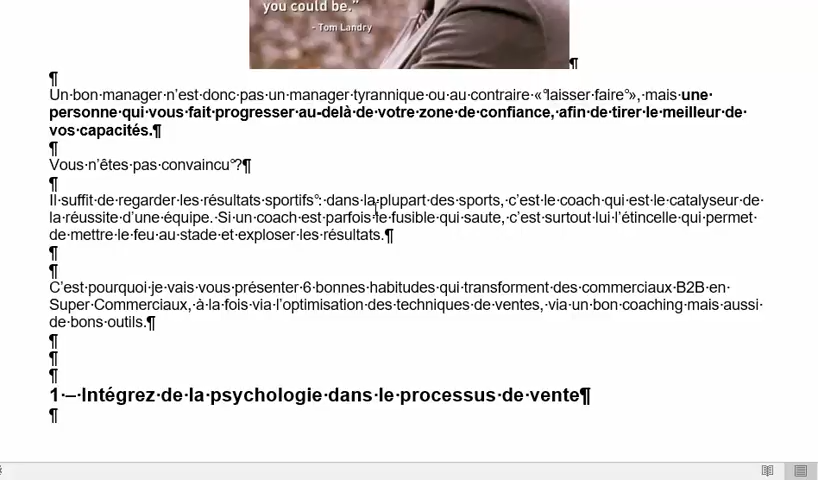 you could be.”
- Tom Landry
¶
¶
Un·bon·manager·n’est·donc·pas·un·manager·tyrannique·ou·au·contraire·«°laisser·faire°»,·mais·une·
personne·qui·vous·fait·progresser·au-delà·de·votre·zone·de·confiance,·afin·de·tirer·le·meilleur·de·
vos·capacités.¶
¶
Vous·n’êtes·pas·convaincu°?¶
¶
Il·suffit·de·regarder·les·résultats·sportifs°:·dans·la·plupart·des·sports,·c’est·le·coach·qui·est·le·catalyseur·de·
la·réussite·d’une·équipe.·Si·un·coach·est·parfois·le·fusible·qui·saute,·c’est·surtout·lui·l’étincelle·qui·permet·
de·mettre·le·feu·au·stade·et·exploser·les·résultats.¶
¶
¶
C’est·pourquoi·je·vais·vous·présenter·6·bonnes·habitudes·qui·transforment·des·commerciaux·B2B·en·
Super·Commerciaux,·à·la·fois·via·l’optimisation·des·techniques·de·ventes,·via·un·bon·coaching·mais·aussi·
de·bons·outils.¶
¶
¶
¶
1·–·Intégrez·de·la·psychologie·dans·le·processus·de·vente¶
¶